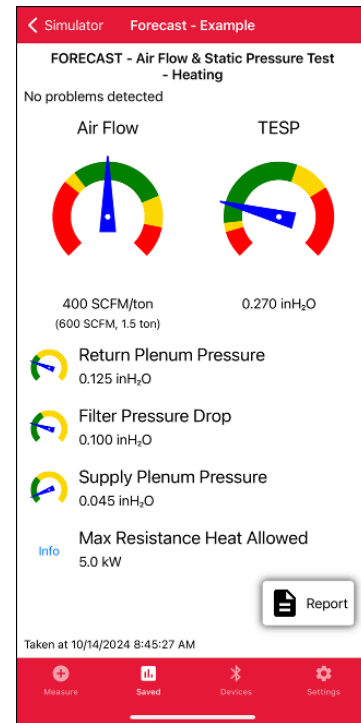 Simulator Forecast - Example
FORECAST - Air Flow & Static Pressure Test
- Heating
No problems detected
Air Flow TESP
400 SCFM/ton 0.270 inH₂O
(600 SCFM, 1.5 ton)
Return Plenum Pressure
0.125 inH₂O
Filter Pressure Drop
0.100 inH₂O
Supply Plenum Pressure
0.045 inH₂O
Max Resistance Heat Allowed
Info
5.0 kW
Report
Taken at 10/14/2024 8:45:27 AM
Measure Saved Devices Settings